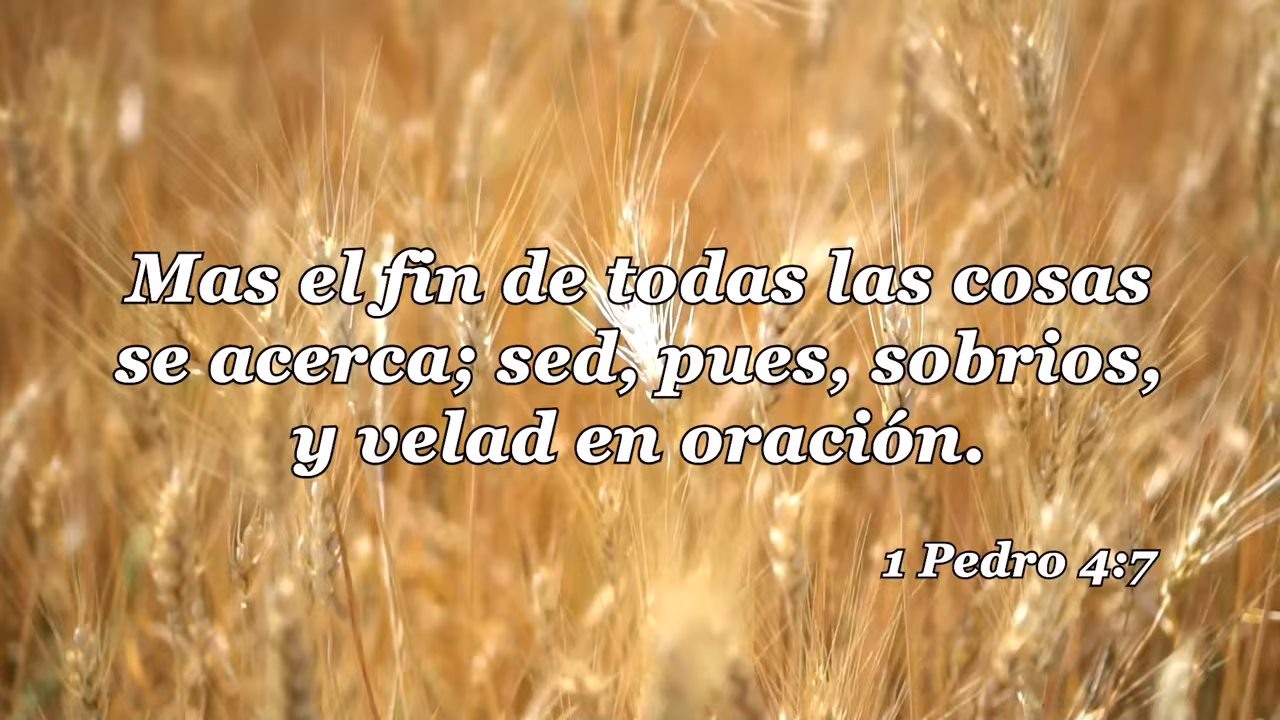 Mas el fin de todas las cosas
se acerca; sed, pues, sobrios,
y velad en oración.
1 Pedro 4:7